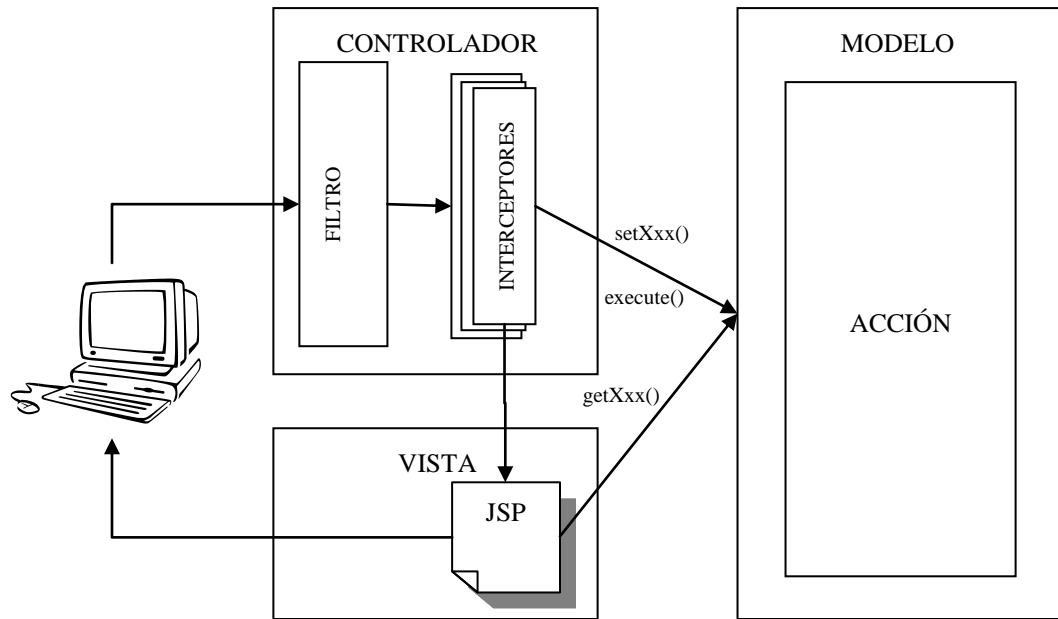 CONTROLADOR
MODELO
FILTRO
INTERCEPTORES
setXxx()
execute()
ACCIÓN
getXxx()
VISTA
JSP